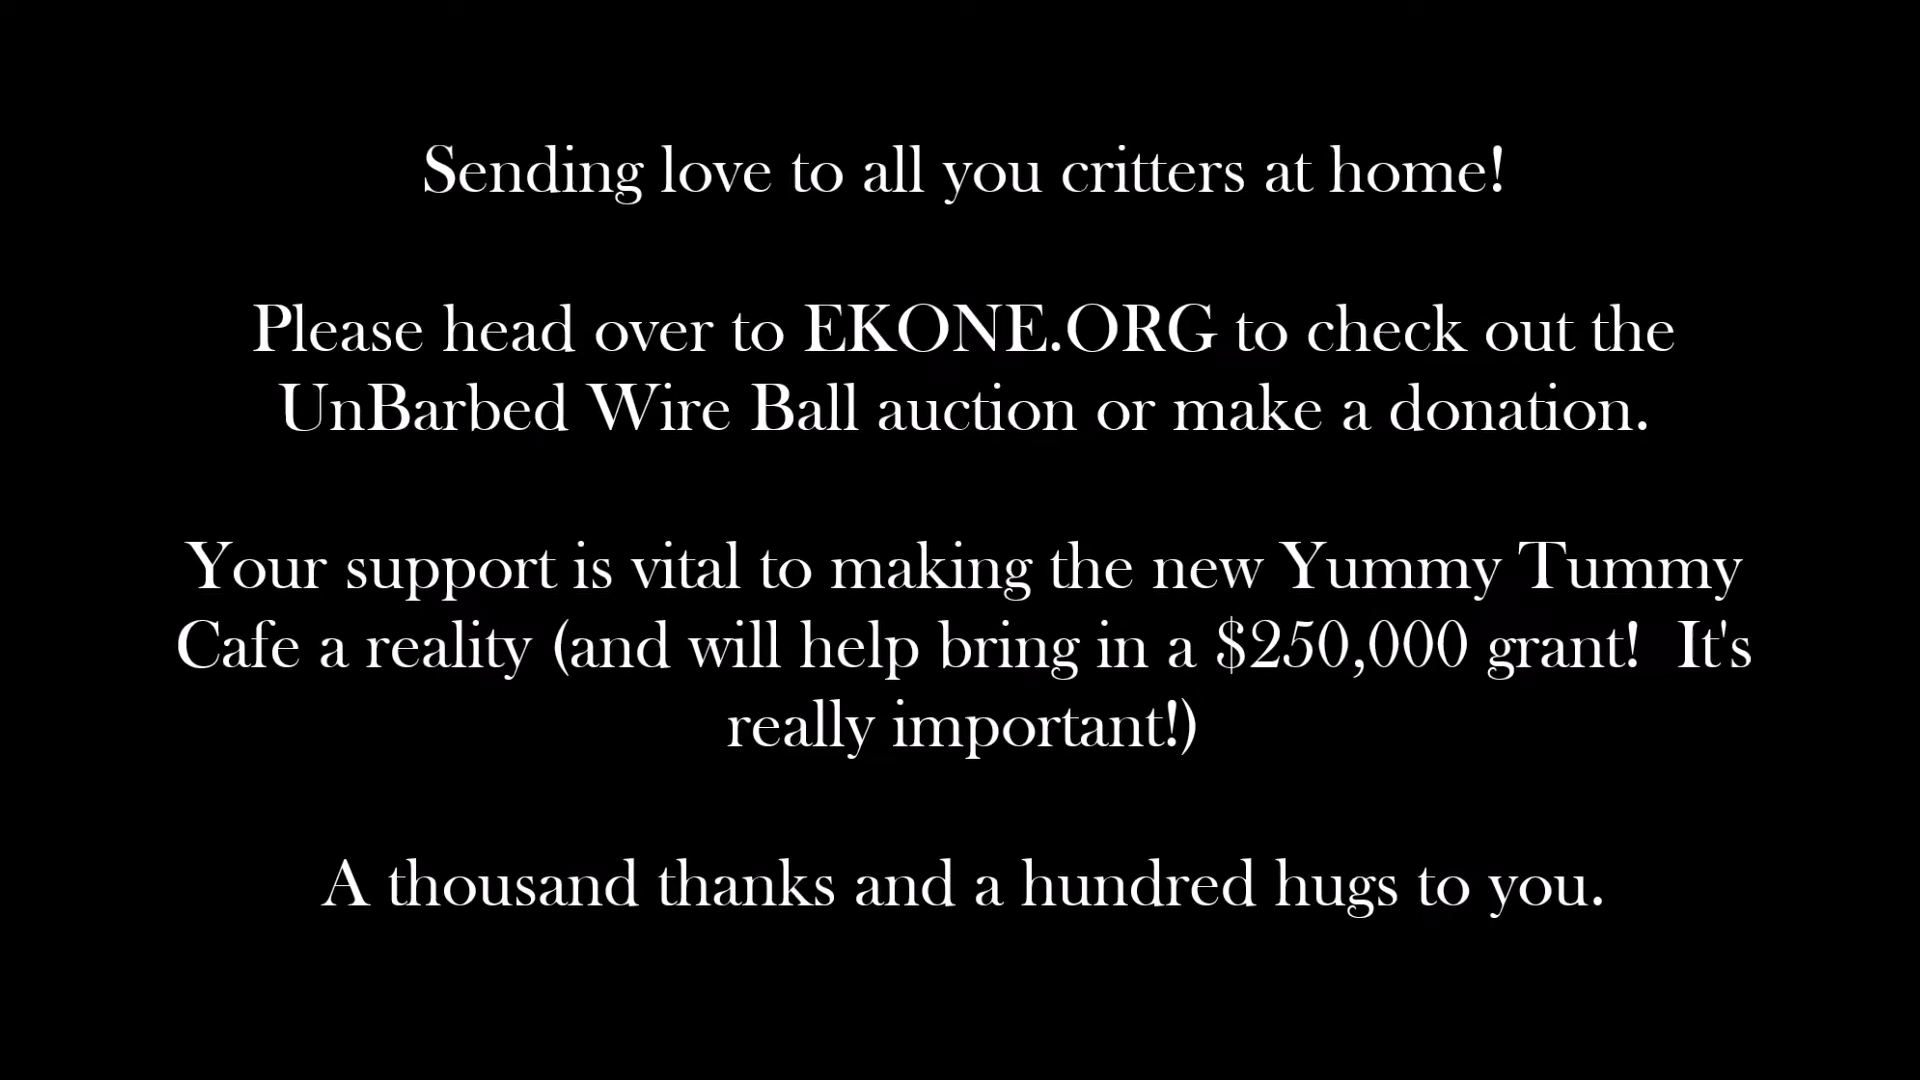 Sending love to all you critters at home!
Please head over to EKONE.ORG to check out the
UnBarbed Wire Ball auction or make a donation.
Your support is vital to making the new Yummy Tummy
Cafe a reality (and will help bring in a $250,000 grant!  It's
really important!)
A thousand thanks and a hundred hugs to you.